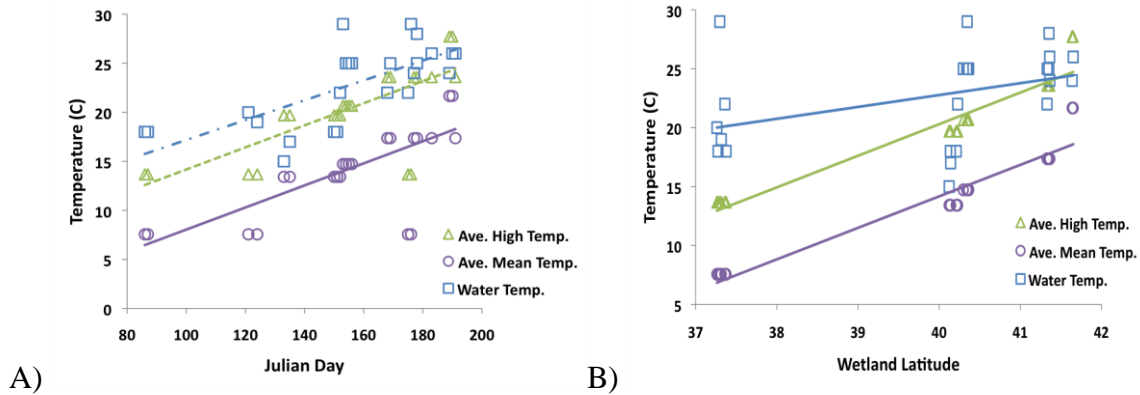 A)
Temperature (C)
30
25
20
15
10
5
0
80 100 120 140 160 180 200
Julian Day
Ave. High Temp.
Ave. Mean Temp.
Water Temp.
B)
Temperature (C)
30
25
20
15
10
5
37 38 39 40 41 42
Wetland Latitude
Ave. High Temp.
Ave. Mean Temp.
Water Temp.